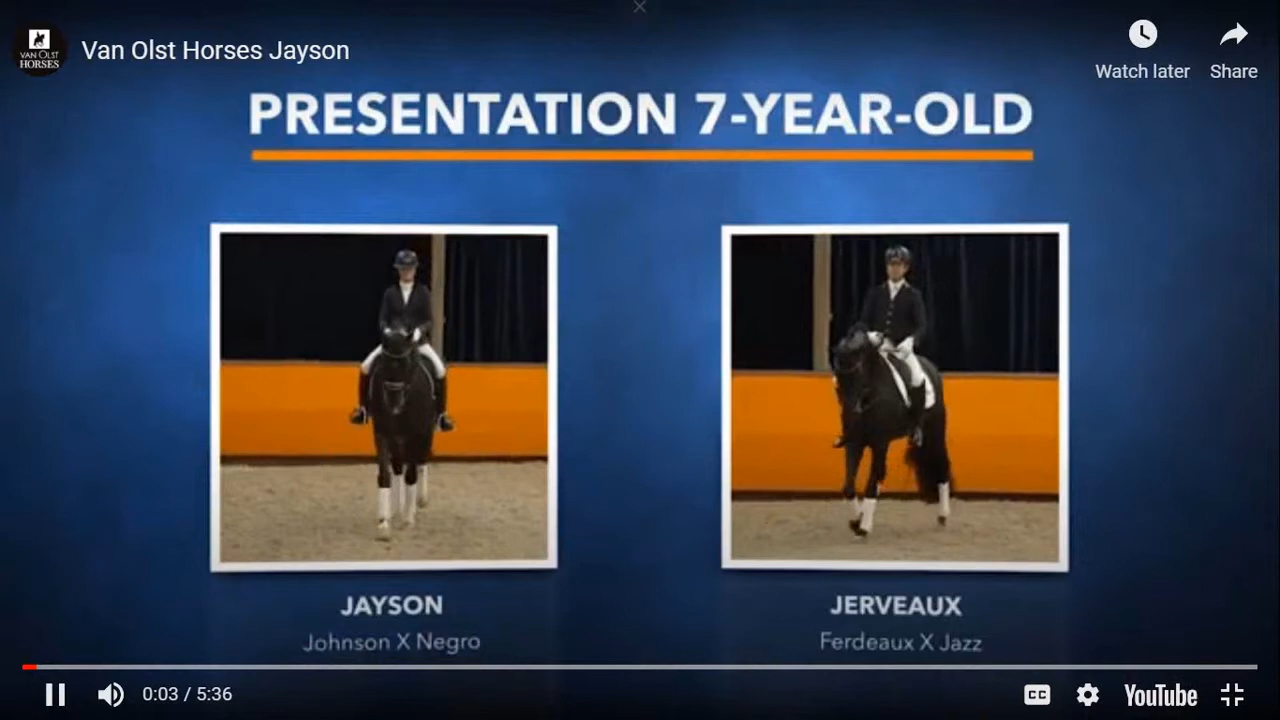 VAN OLST
HORSES
Van Olst Horses Jayson
Watch later
Share
PRESENTATION 7-YEAR-OLD
JAYSON
Johnson X Negro
JERVEAUX
Ferdeaux X Jazz
0:03 / 5:36
CC
YouTube